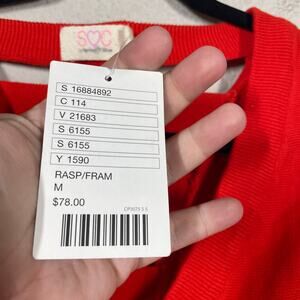 S 16884892
C 114
V 21683
S 6155
S 6155
Y 1590
RASP/FRAM
M
$78.00